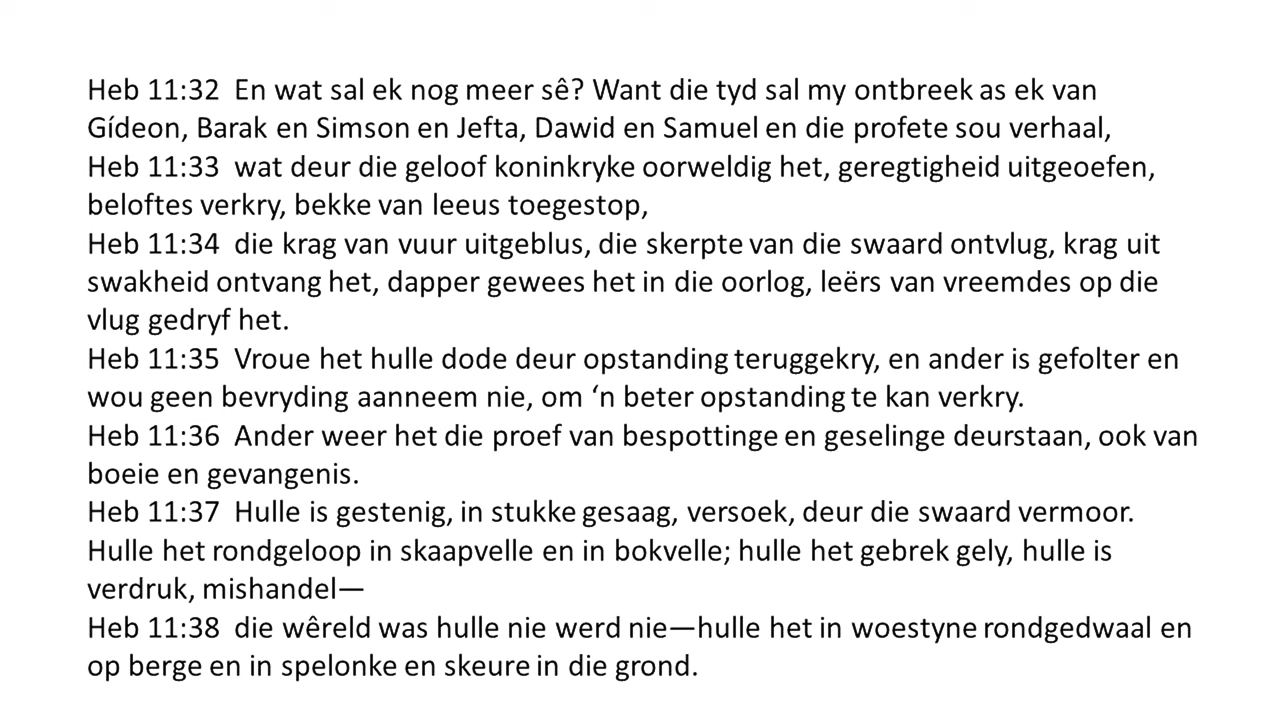 Heb 11:32  En wat sal ek nog meer sê? Want die tyd sal my ontbreek as ek van
Gídeon, Barak en Simson en Jefta, Dawid en Samuel en die profete sou verhaal,
Heb 11:33  wat deur die geloof koninkryke oorweldig het, geregtigheid uitgeoefen,
beloftes verkry, bekke van leeus toegestop,
Heb 11:34  die krag van vuur uitgeblus, die skerpte van die swaard ontvlug, krag uit
swakheid ontvang het, dapper gewees het in die oorlog, leërs van vreemdes op die
vlug gedryf het.
Heb 11:35  Vroue het hulle dode deur opstanding teruggekry, en ander is gefolter en
wou geen bevryding aanneem nie, om ‘n beter opstanding te kan verkry.
Heb 11:36  Ander weer het die proef van bespottinge en geselinge deurstaan, ook van
boeie en gevangenis.
Heb 11:37  Hulle is gestenig, in stukke gesaag, versoek, deur die swaard vermoor.
Hulle het rondgeloop in skaapvelle en in bokvelle; hulle het gebrek gely, hulle is
verdruk, mishandel—
Heb 11:38  die wêreld was hulle nie werd nie—hulle het in woestyne rondgedwaal en
op berge en in spelonke en skeure in die grond.